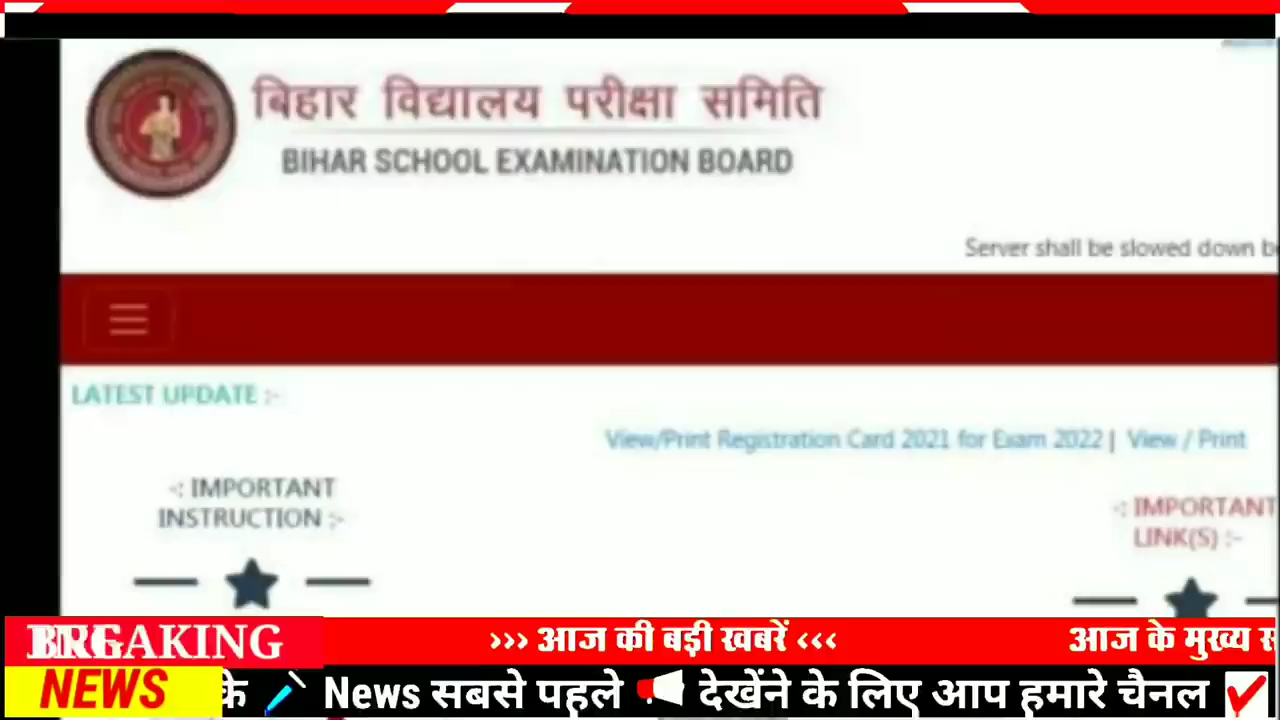 बिहार विद्यालय परीक्षा समिति
BIHAR SCHOOL EXAMINATION BOARD
Server shall be slowed down
LATEST UPDATE :-
View/Print Registration Card 2021 for Exam 2022 | View / Print
-: IMPORTANT
INSTRUCTION :-
-: IMPORTANT
LINK(S) :-
BREAKING
››› आज की बड़ी खबरें ‹‹‹ आज के मुख्य
NEWS
के News सबसे पहले देखेंने के लिए आप हमारे चैनल